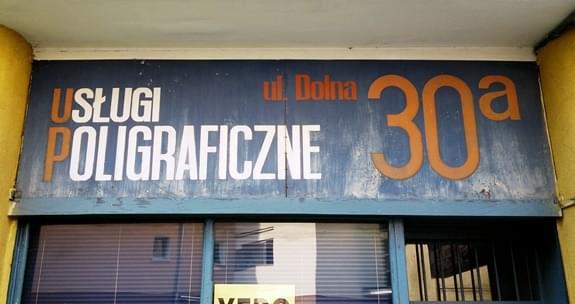 USŁUGI
POLIGRAFICZNE
ul. Dolna 30a